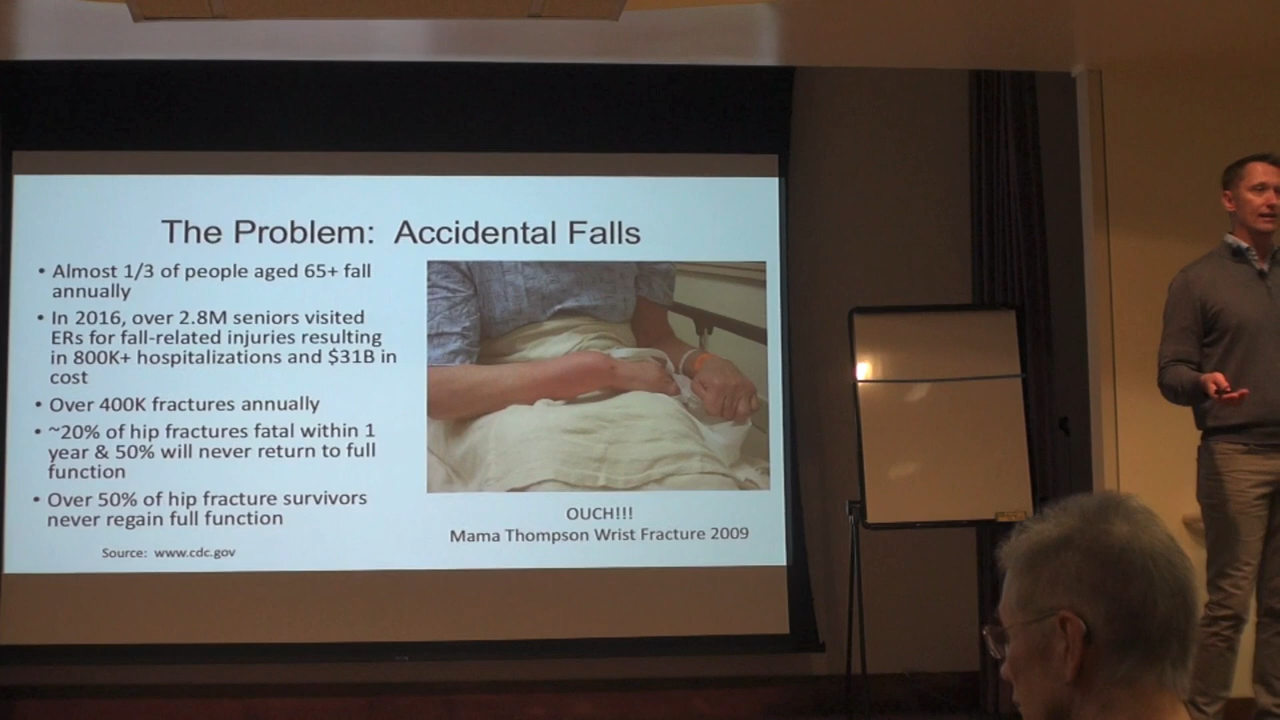 The Problem:  Accidental Falls
• Almost 1/3 of people aged 65+ fall
annually
• In 2016, over 2.8M seniors visited
ERs for fall-related injuries resulting
in 800K+ hospitalizations and $31B in
cost
• Over 400K fractures annually
• ~20% of hip fractures fatal within 1
year & 50% will never return to full
function
• Over 50% of hip fracture survivors
never regain full function
Source:  www.cdc.gov
OUCH!!!
Mama Thompson Wrist Fracture 2009